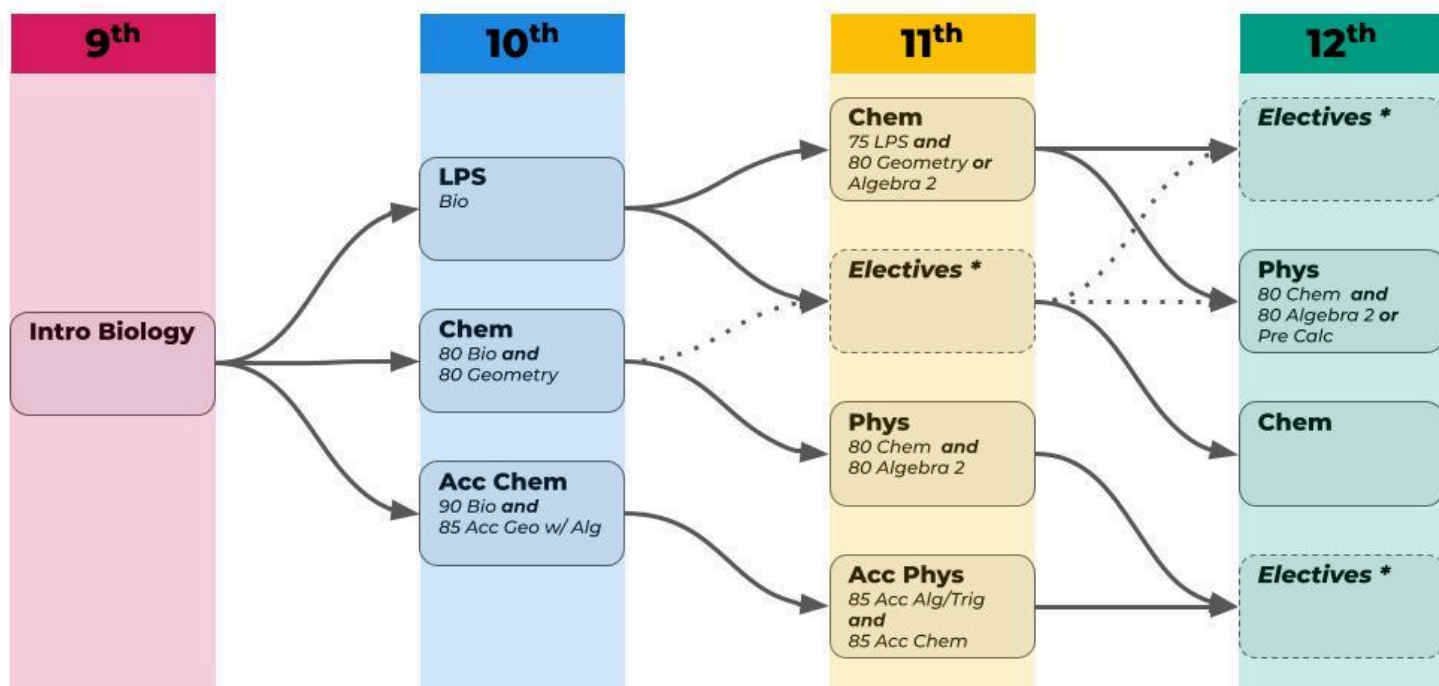 9th
10th
11th
12th
Intro Biology
LPS
Bio
Chem
80 Bio and
80 Geometry
Acc Chem
90 Bio and
85 Acc Geo w/ Alg
Chem
75 LPS and
80 Geometry or
Algebra 2
Electives *
Phys
80 Chem and
80 Algebra 2
Acc Phys
85 Acc Alg/Trig
and
85 Acc Chem
Electives *
Phys
80 Chem and
80 Algebra 2 or
Pre Calc
Chem
Electives *